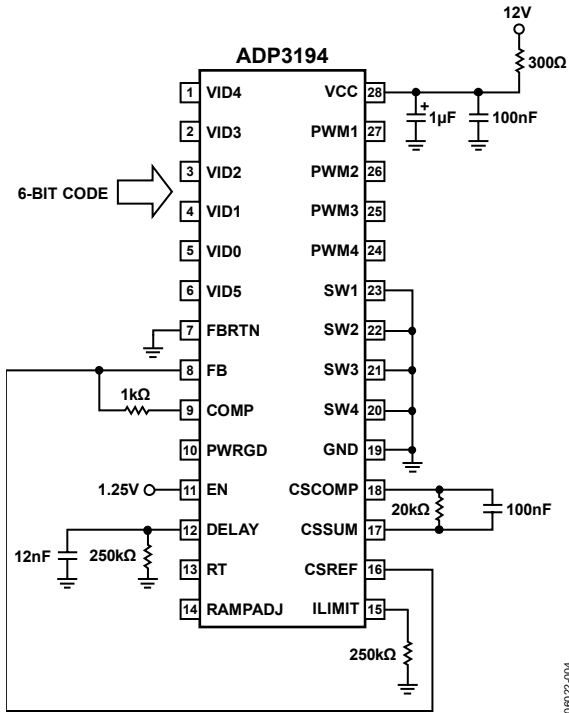 12V
300Ω
ADP3194
1 VID4
VCC 28
+
1µF
100nF
2 VID3
PWM1 27
3 VID2
PWM2 26
6-BIT CODE
4 VID1
PWM3 25
5 VID0
PWM4 24
6 VID5
SW1 23
7 FBRTN
SW2 22
8 FB
SW3 21
1kΩ
9 COMP
SW4 20
10 PWRGD
GND 19
1.25V
11 EN
CSCOMP 18
20kΩ
100nF
12 DELAY
CSSUM 17
12nF
250kΩ
13 RT
CSREF 16
14 RAMPADJ
ILIMIT 15
250kΩ
06022-004